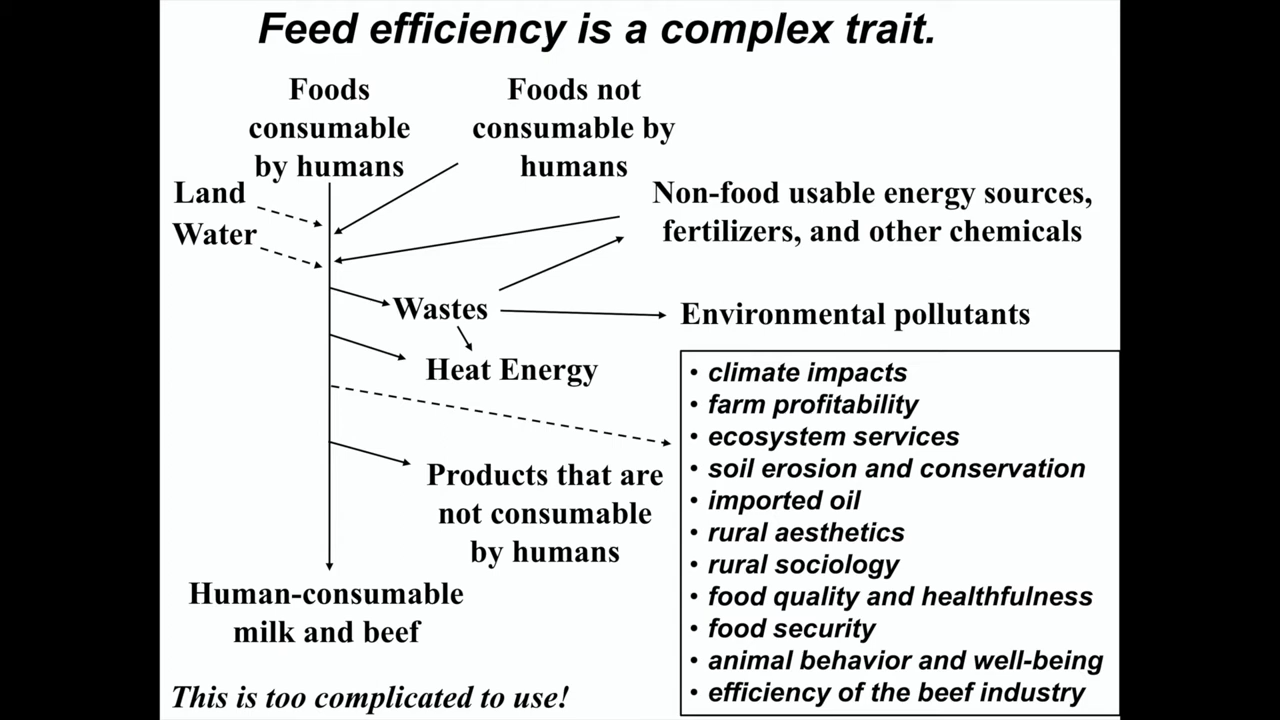 Feed efficiency is a complex trait.
Foods
consumable
by humans
Foods not
consumable by
humans
Land
Water
Non-food usable energy sources,
fertilizers, and other chemicals
Wastes
Environmental pollutants
Heat Energy
• climate impacts
• farm profitability
• ecosystem services
• soil erosion and conservation
• imported oil
• rural aesthetics
• rural sociology
• food quality and healthfulness
• food security
• animal behavior and well-being
• efficiency of the beef industry
Products that are
not consumable
by humans
Human-consumable
milk and beef
This is too complicated to use!